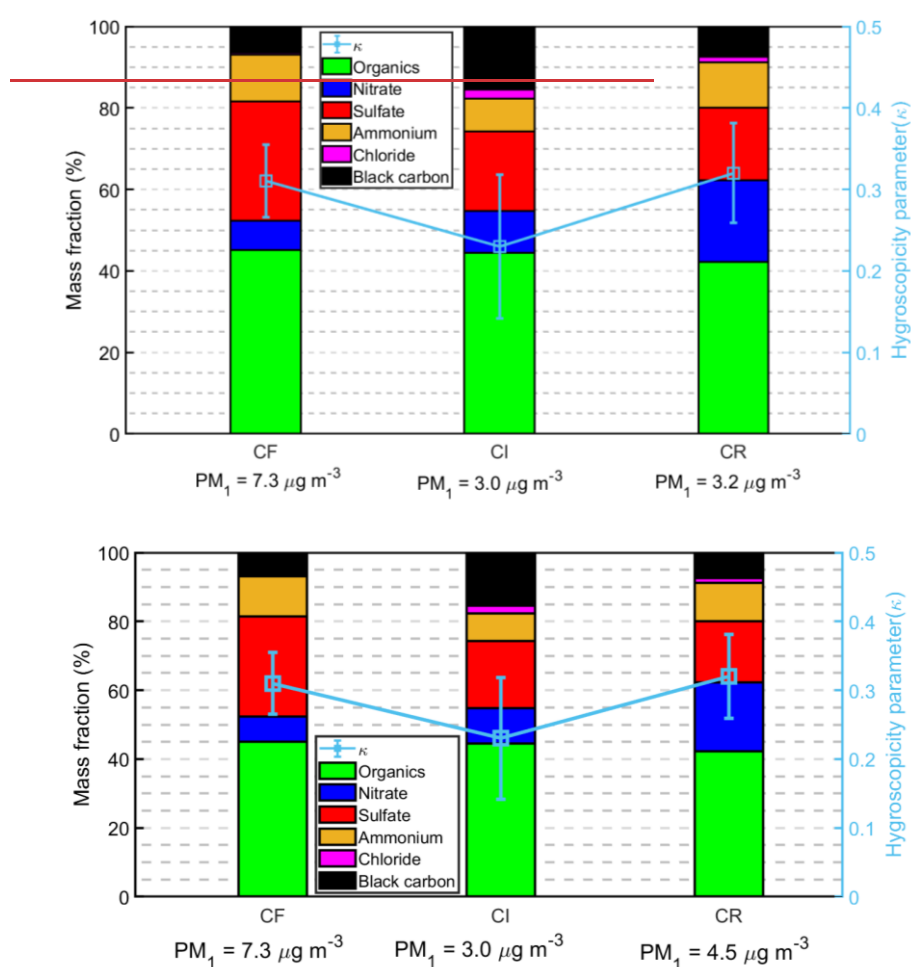 100
80
60
40
20
0
Mass fraction (%)
κ
Organics
Nitrate
Sulfate
Ammonium
Chloride
Black carbon
0.5
0.4
0.3
0.2
0.1
0
Hygroscopicity parameter(κ)
CF CI CR
PM₁ = 7.3 μg m⁻³ PM₁ = 3.0 μg m⁻³ PM₁ = 3.2 μg m⁻³
100
80
60
40
20
0
Mass fraction (%)
κ
Organics
Nitrate
Sulfate
Ammonium
Chloride
Black carbon
0.5
0.4
0.3
0.2
0.1
0
Hygroscopicity parameter(κ)
CF CI CR
PM₁ = 7.3 μg m⁻³ PM₁ = 3.0 μg m⁻³ PM₁ = 4.5 μg m⁻³